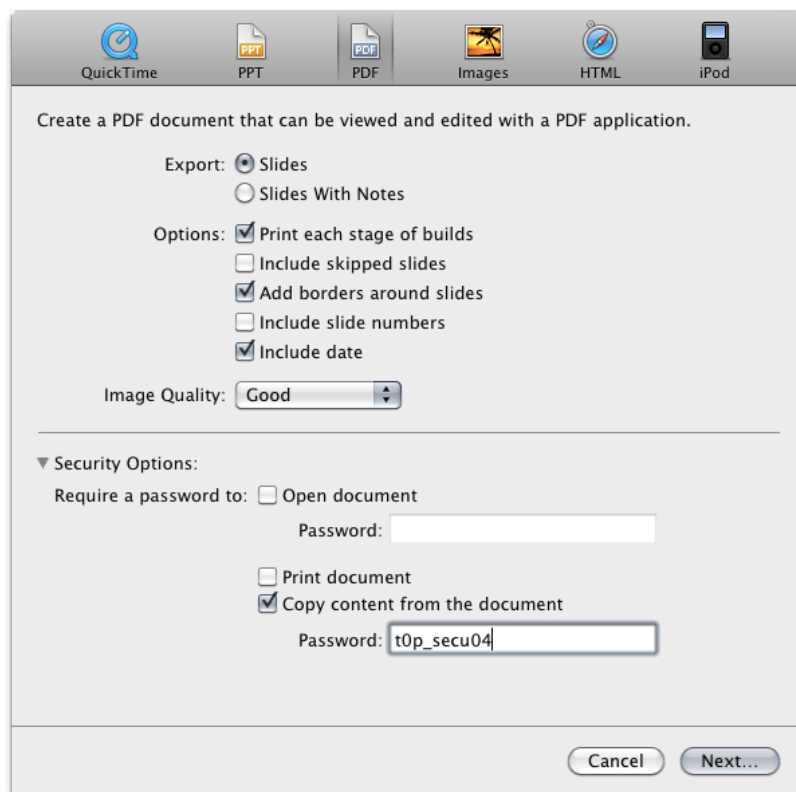 QuickTime PPT PDF Images HTML iPod
Create a PDF document that can be viewed and edited with a PDF application.
Export: Slides
Slides With Notes
Options: Print each stage of builds
Include skipped slides
Add borders around slides
Include slide numbers
Include date
Image Quality: Good
Security Options:
Require a password to: Open document
Password:
Print document
Copy content from the document
Password: t0p_secu04
Cancel Next...